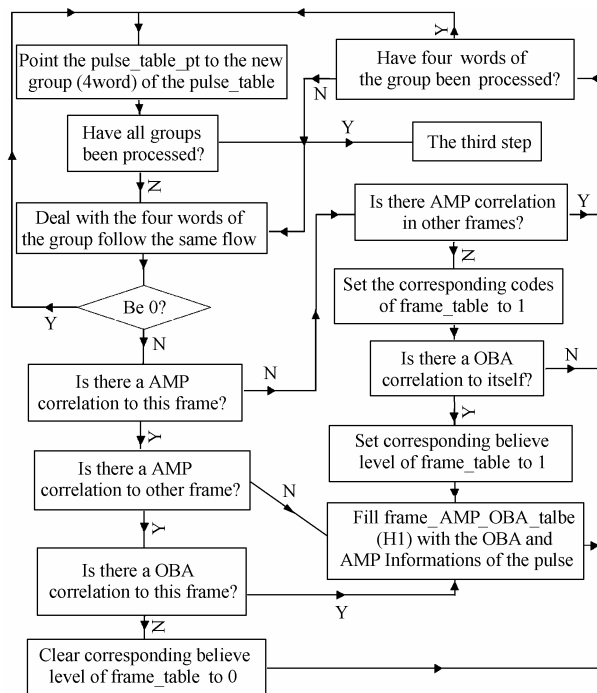 Point the pulse_table_pt to the new
group (4word) of the pulse_table
Have all groups
been processed?
Y
The third step
N
Deal with the four words of
the group follow the same flow
Be 0?
Y
N
Is there a AMP
correlation to this frame?
N
Y
Is there a AMP
correlation to other frame?
N
Y
Is there a OBA
correlation to this frame?
Y
N
Clear corresponding believe
level of frame_table to 0
Y
Have four words of
the group been processed?
N
Is there AMP correlation
in other frames?
Y
N
Set the corresponding codes
of frame_table to 1
Is there a OBA
correlation to itself?
N
Y
Set corresponding believe
level of frame_table to 1
Fill frame_AMP_OBA_talbe
(H1) with the OBA and
AMP Informations of the pulse